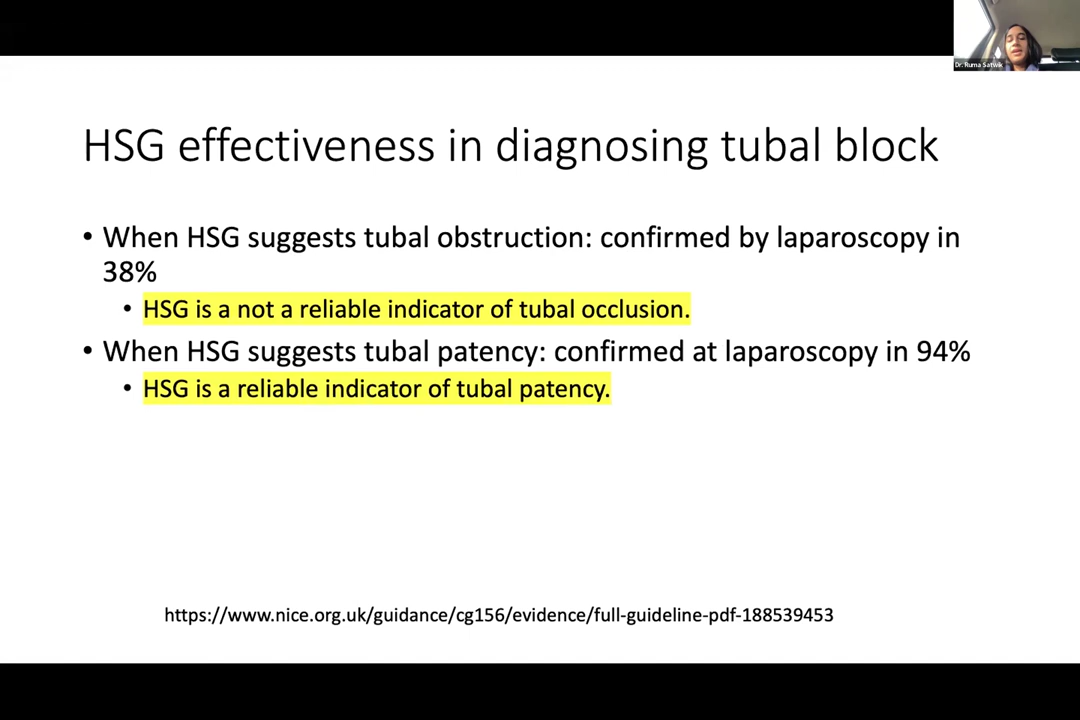 Dr. Ruma Satwik
HSG effectiveness in diagnosing tubal block
• When HSG suggests tubal obstruction: confirmed by laparoscopy in
38%
• HSG is a not a reliable indicator of tubal occlusion.
• When HSG suggests tubal patency: confirmed at laparoscopy in 94%
• HSG is a reliable indicator of tubal patency.
https://www.nice.org.uk/guidance/cg156/evidence/full-guideline-pdf-188539453